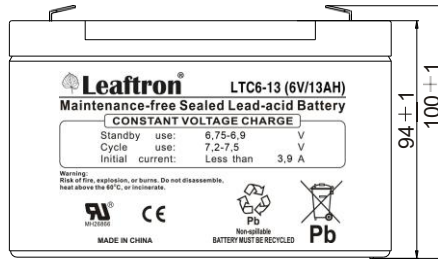 Leaftron®
LTC6-13 (6V/13AH)
Maintenance-free Sealed Lead-acid Battery
CONSTANT VOLTAGE CHARGE
Standby use: 6,75-6,9 V
Cycle use: 7,2-7,5 V
Initial current: Less than 3,9 A
Warning:
Risk of fire, explosion, or burns. Do not disassemble,
heat above the 60°C, or incinerate.
MH28866
CE
Pb
Non-spillable
BATTERY MUST BE RECYCLED
Pb
MADE IN CHINA
94+1
100+1